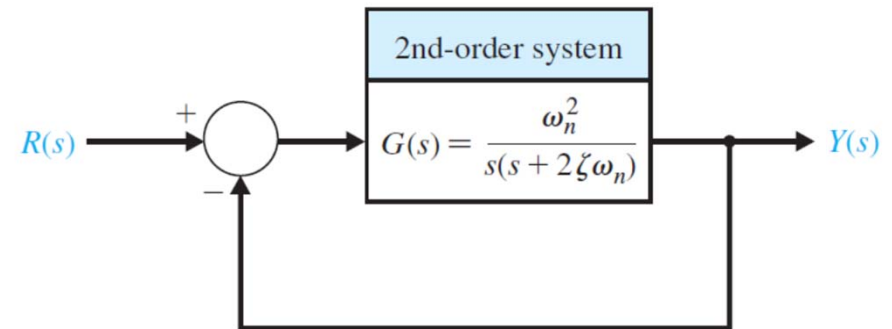 2nd-order system
+
R(s)
G(s) = ω_n^2 / s(s + 2ζω_n)
Y(s)
−